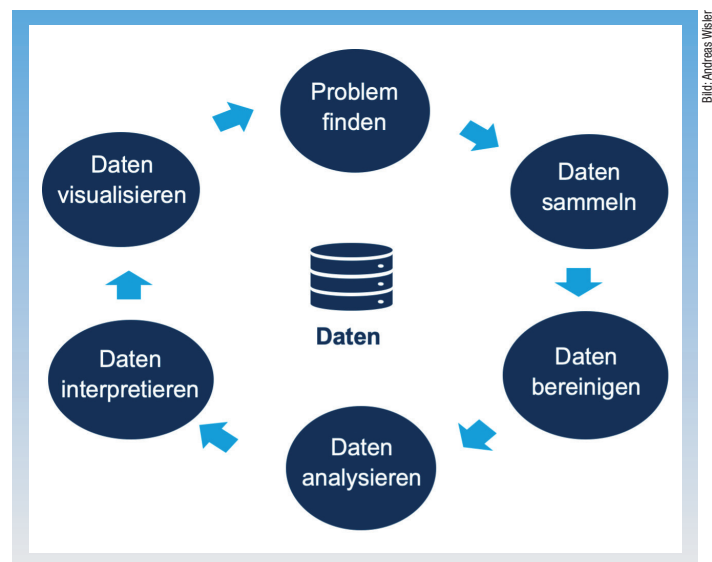 Problem
finden
Daten
sammeln
Daten
bereinigen
Daten
analysieren
Daten
interpretieren
Daten
visualisieren
Daten
Bild: Andreas Wisler